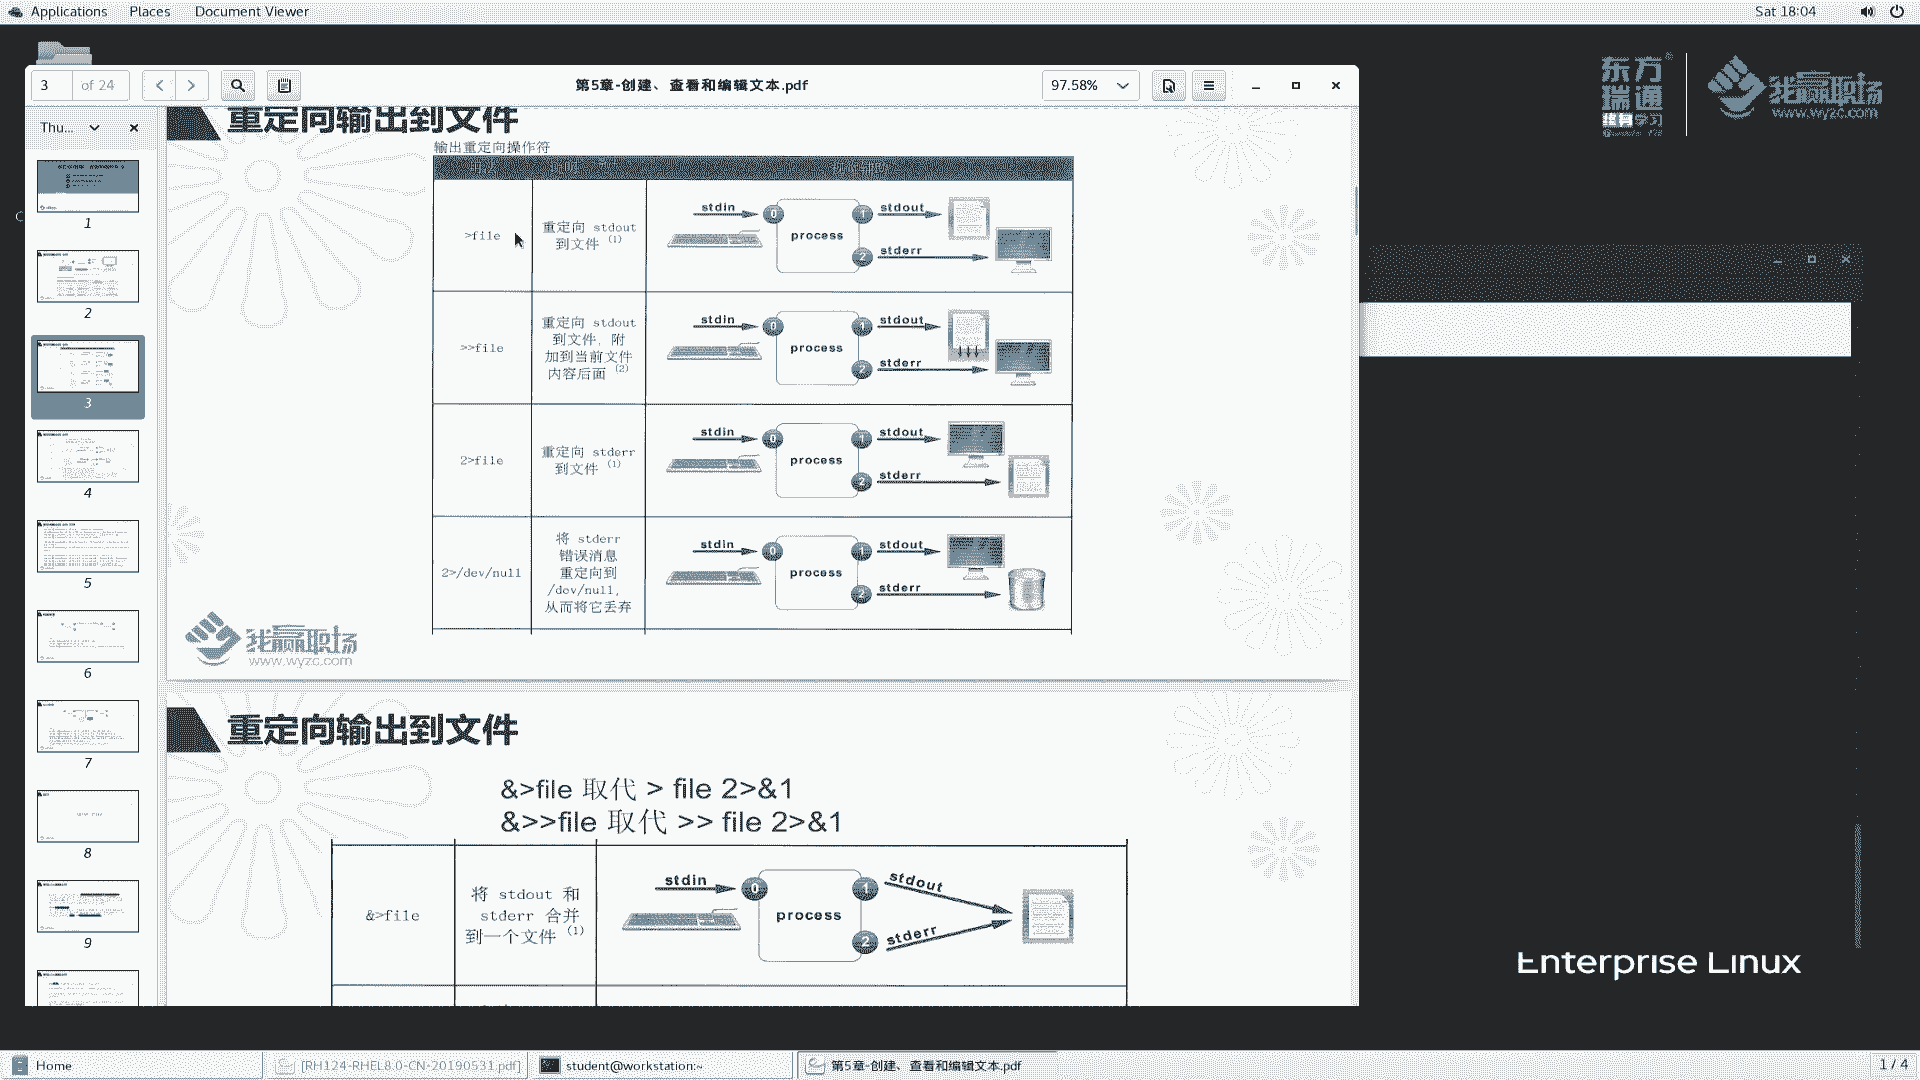 Applications Places Document Viewer
Sat 18:04
东方
瑞通
终身学习
我赢职场
www.wyzc.com
3 of 24
第5章-创建、查看和编辑文本.pdf
97.58%
Thu...
1
2
3
4
5
6
7
8
9
重定向输出到文件
输出重定向操作符
>file
重定向 stdout
到文件 (1)
stdin
0
process
1
stdout
2
stderr
>>file
重定向 stdout
到文件，附
加到当前文件
内容后面 (2)
stdin
0
process
1
stdout
2
stderr
2>file
重定向 stderr
到文件 (1)
stdin
0
process
1
stdout
2
stderr
2>/dev/null
将 stderr
错误消息
重定向到
/dev/null，
从而将它丢弃
stdin
0
process
1
stdout
2
stderr
我赢职场
www.wyzc.com
重定向输出到文件
&>file 取代 > file 2>&1
&>>file 取代 >> file 2>&1
&>file
将 stdout 和
stderr 合并
到一个文件 (1)
stdin
0
process
1
stdout
2
stderr
Enterprise Linux
Home
[RH124-RHEL8.0-CN-20190531.pdf]
student@workstation:~
第5章-创建、查看和编辑文本.pdf
1 / 4